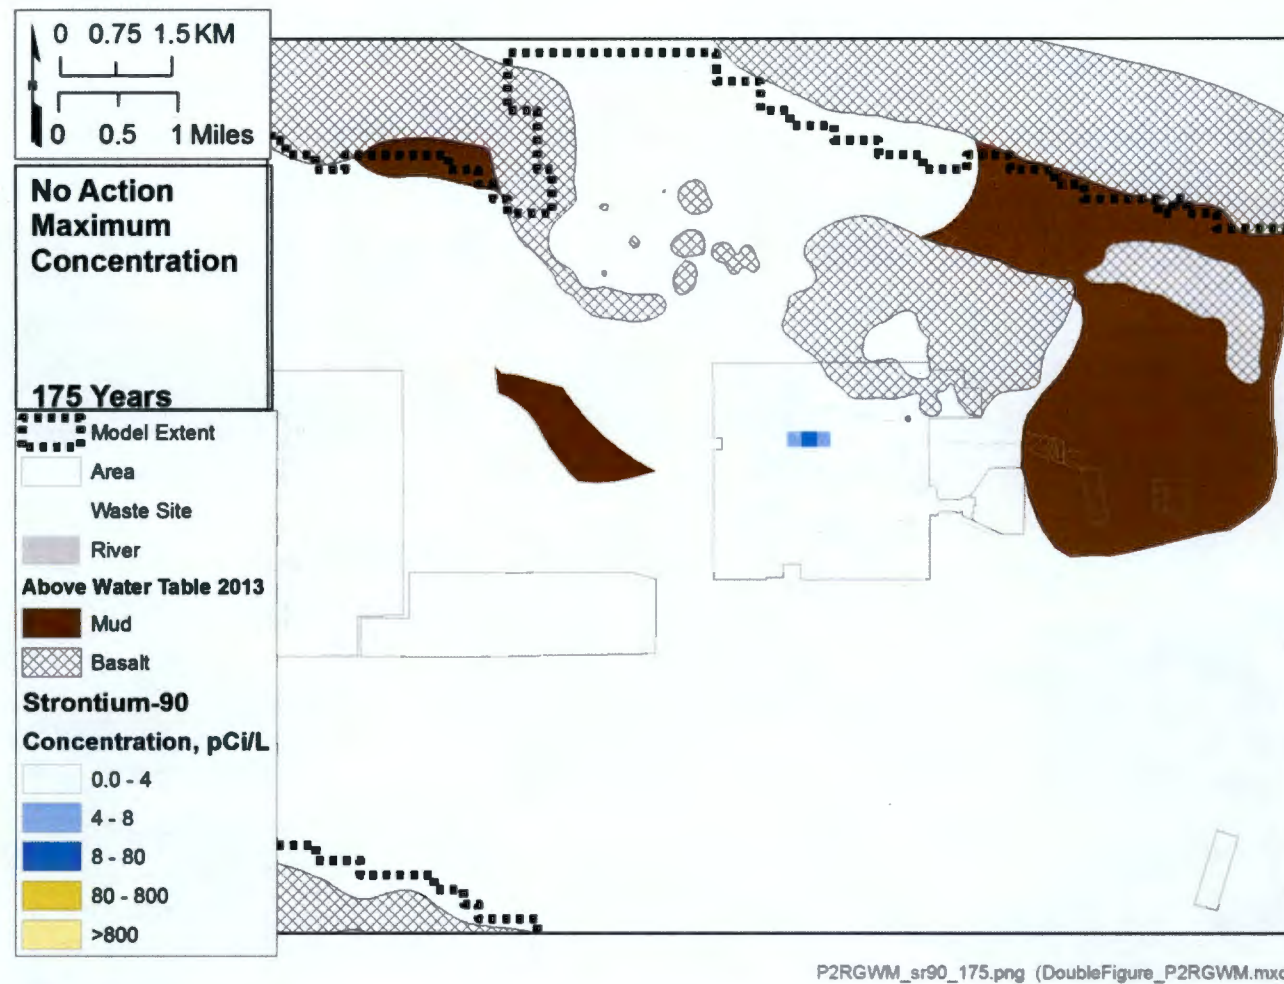 0 0.75 1.5 KM
0 0.5 1 Miles
No Action
Maximum
Concentration
175 Years
Model Extent
Area
Waste Site
River
Above Water Table 2013
Mud
Basalt
Strontium-90
Concentration, pCi/L
0.0 - 4
4 - 8
8 - 80
80 - 800
>800
P2RGWM_sr90_175.png (DoubleFigure_P2RGWM.mxd